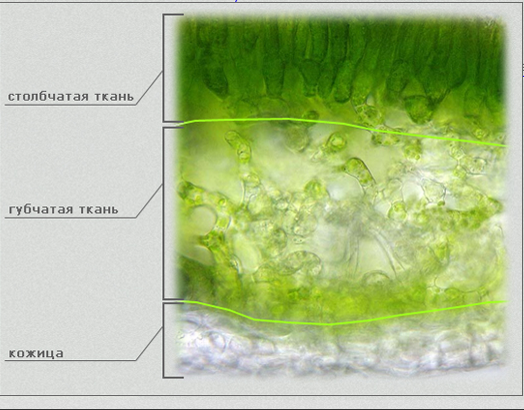 столбчатая ткань
губчатая ткань
кожица